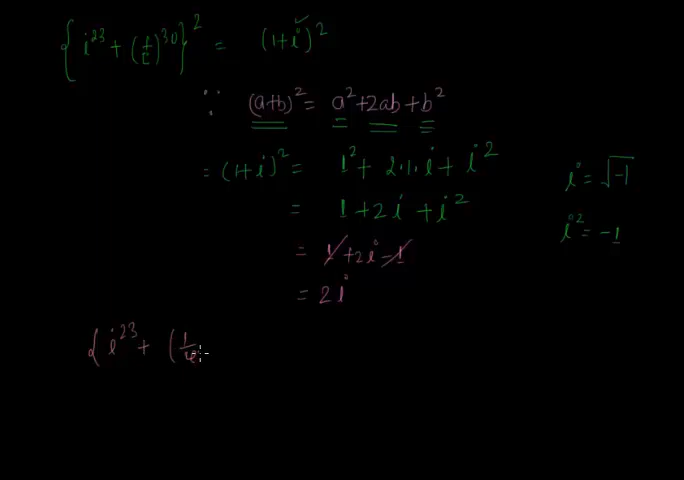 {i²³ + (1/i)³⁰}² = (1+i)²
∵ (a+b)² = a²+2ab+b²
= (1+i)² = 1² + 2.1.i + i² i = √-1
= 1 + 2i + i² i² = -1
= 1 + 2i - 1
= 2i
{ i²³ + (1/i